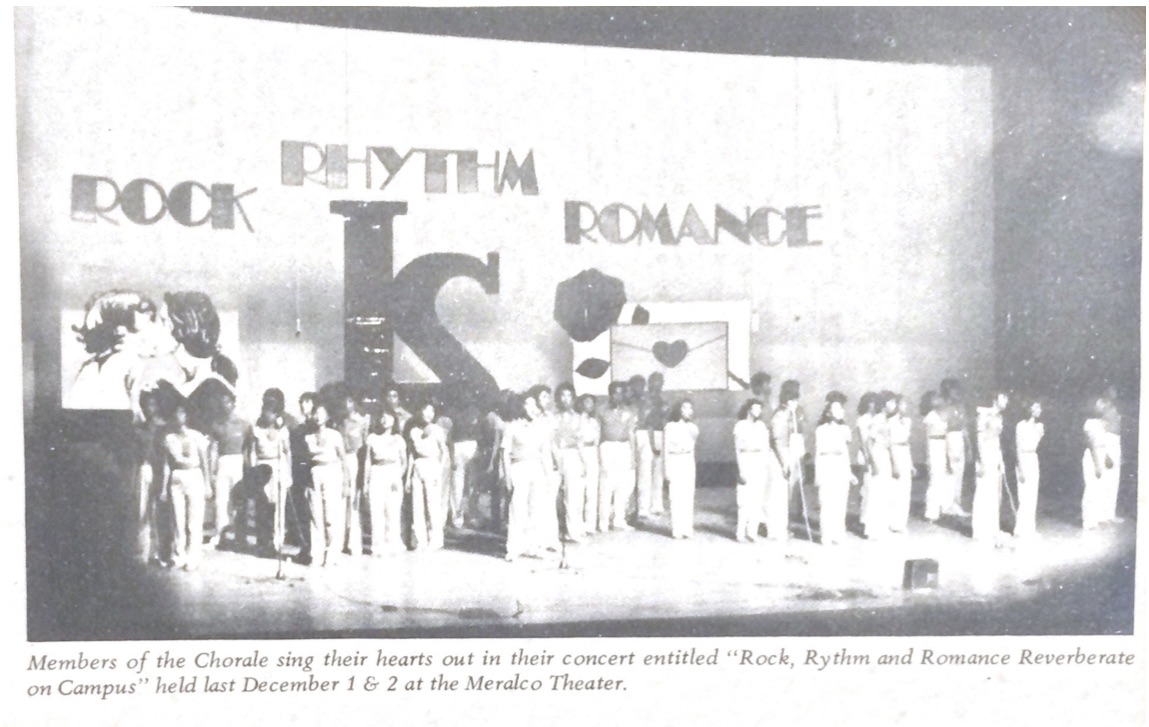 ROCK
RHYTHM
ROMANCE
Members of the Chorale sing their hearts out in their concert entitled “Rock, Rythm and Romance Reverberate
on Campus” held last December 1 & 2 at the Meralco Theater.